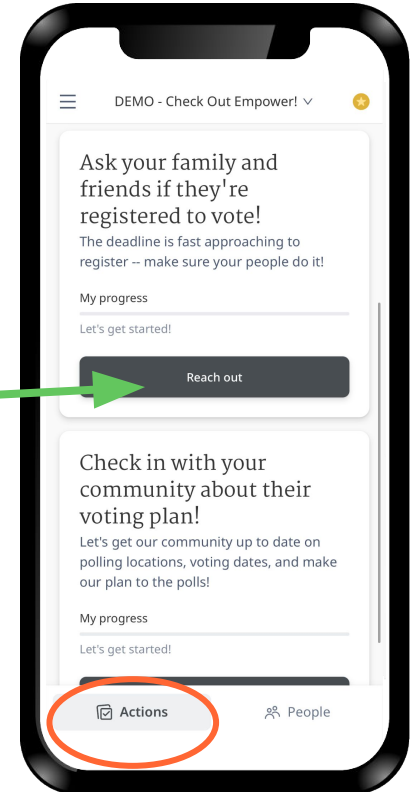 DEMO - Check Out Empower!
Ask your family and
friends if they're
registered to vote!
The deadline is fast approaching to
register -- make sure your people do it!
My progress
Let's get started!
Reach out
Check in with your
community about their
voting plan!
Let's get our community up to date on
polling locations, voting dates, and make
our plan to the polls!
My progress
Let's get started!
Actions
People